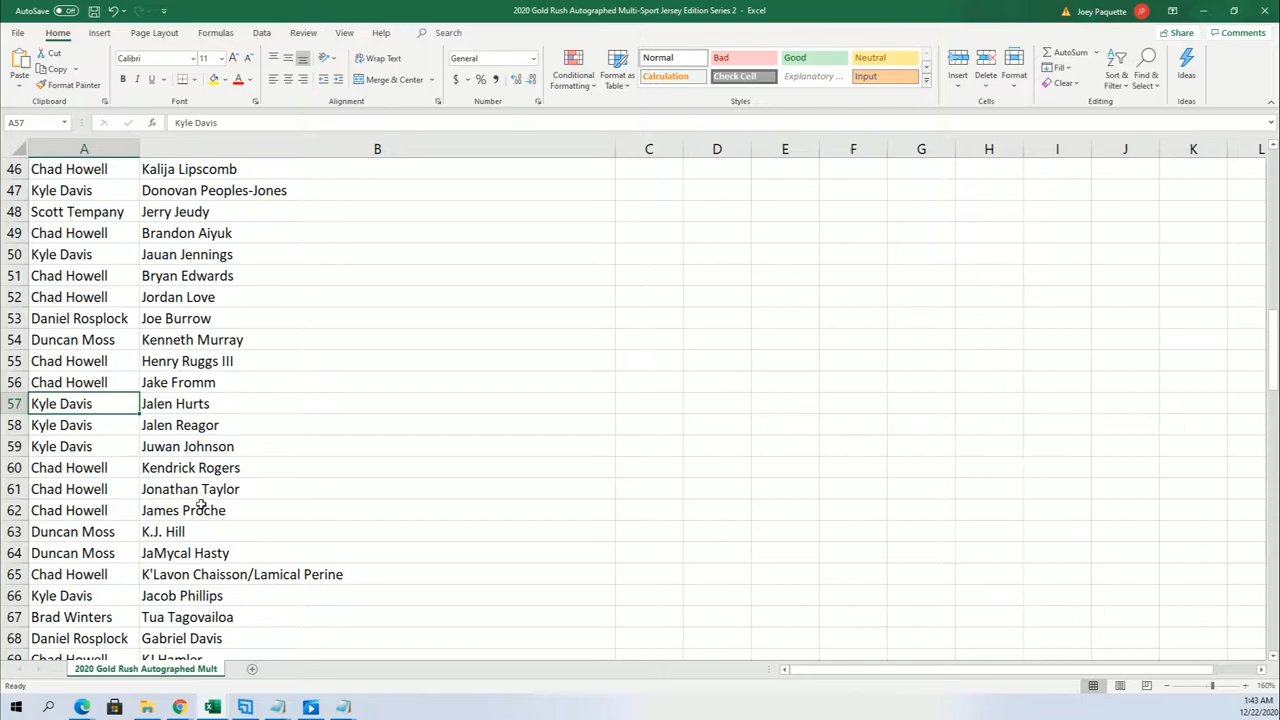 AutoSave Off 2020 Gold Rush Autographed Multi-Sport Jersey Edition Series 2 - Excel Joey Paquette JP
File Home Insert Page Layout Formulas Data Review View Help Search Share Comments
Paste Cut Copy Format Painter Clipboard
Calibri 11 B I U Font
Wrap Text Merge & Center Alignment
General $ % Number
Conditional Formatting Format as Table Normal Bad Good Neutral Calculation Check Cell Explanatory ... Input Styles
Insert Delete Format Cells
AutoSum Fill Clear Sort & Filter Find & Select Editing
Ideas Ideas
A57 fx Kyle Davis
A B C D E F G H I J K L
46 Chad Howell Kalija Lipscomb
47 Kyle Davis Donovan Peoples-Jones
48 Scott Tempany Jerry Jeudy
49 Chad Howell Brandon Aiyuk
50 Kyle Davis Jauan Jennings
51 Chad Howell Bryan Edwards
52 Chad Howell Jordan Love
53 Daniel Rosplock Joe Burrow
54 Duncan Moss Kenneth Murray
55 Chad Howell Henry Ruggs III
56 Chad Howell Jake Fromm
57 Kyle Davis Jalen Hurts
58 Kyle Davis Jalen Reagor
59 Kyle Davis Juwan Johnson
60 Chad Howell Kendrick Rogers
61 Chad Howell Jonathan Taylor
62 Chad Howell James Proche
63 Duncan Moss K.J. Hill
64 Duncan Moss JaMycal Hasty
65 Chad Howell K'Lavon Chaisson/Lamical Perine
66 Kyle Davis Jacob Phillips
67 Brad Winters Tua Tagovailoa
68 Daniel Rosplock Gabriel Davis
69 Chad Howell KJ Hamler
2020 Gold Rush Autographed Mult
Ready 160%
1:43 AM
12/22/2020